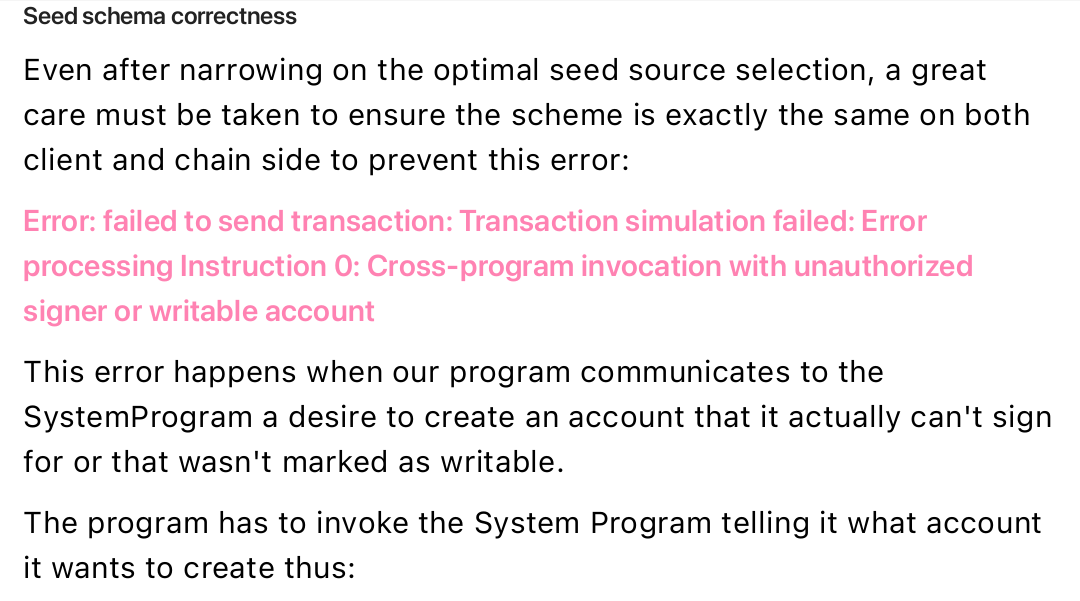 Seed schema correctness
Even after narrowing on the optimal seed source selection, a great
care must be taken to ensure the scheme is exactly the same on both
client and chain side to prevent this error:
Error: failed to send transaction: Transaction simulation failed: Error
processing Instruction 0: Cross-program invocation with unauthorized
signer or writable account
This error happens when our program communicates to the
SystemProgram a desire to create an account that it actually can't sign
for or that wasn't marked as writable.
The program has to invoke the System Program telling it what account
it wants to create thus: